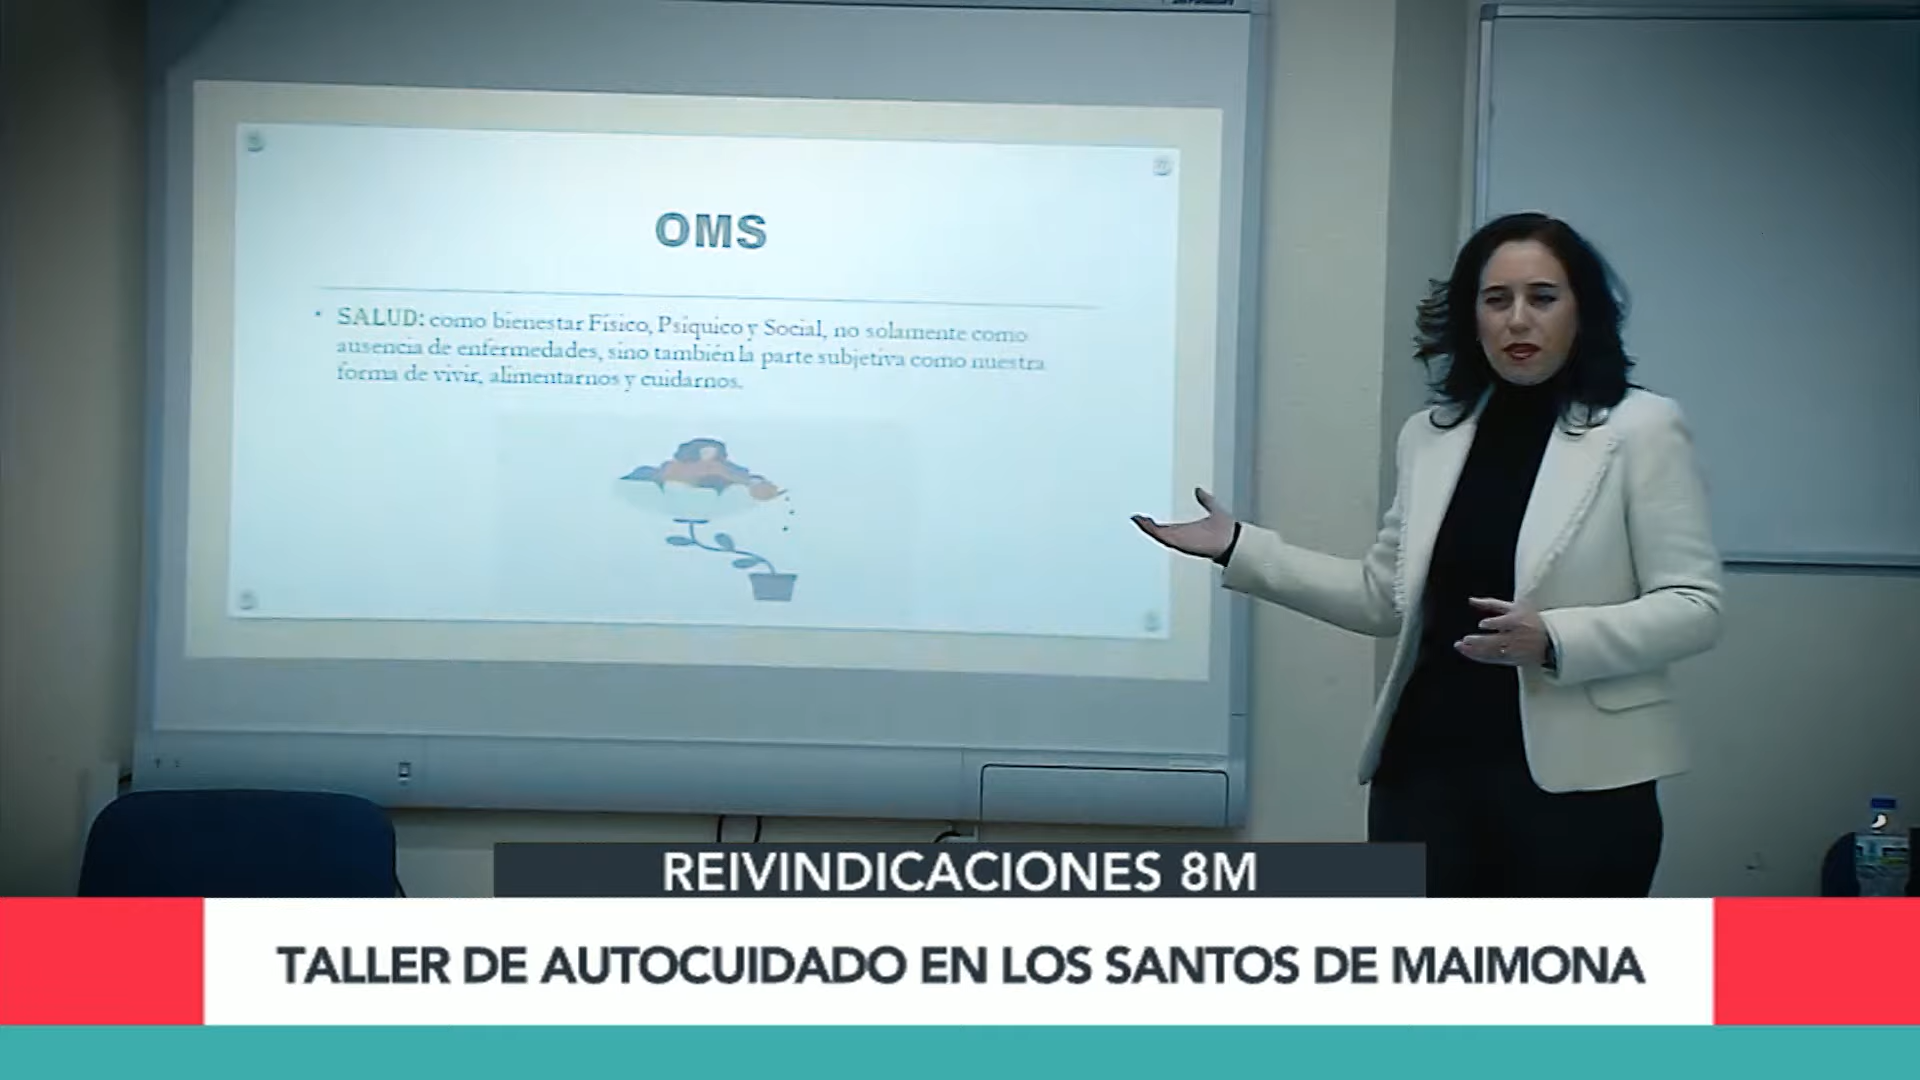 OMS
• SALUD: como bienestar Físico, Psíquico y Social, no solamente como
ausencia de enfermedades, sino también la parte subjetiva como nuestra
forma de vivir, alimentarnos y cuidarnos.
REIVINDICACIONES 8M
TALLER DE AUTOCUIDADO EN LOS SANTOS DE MAIMONA